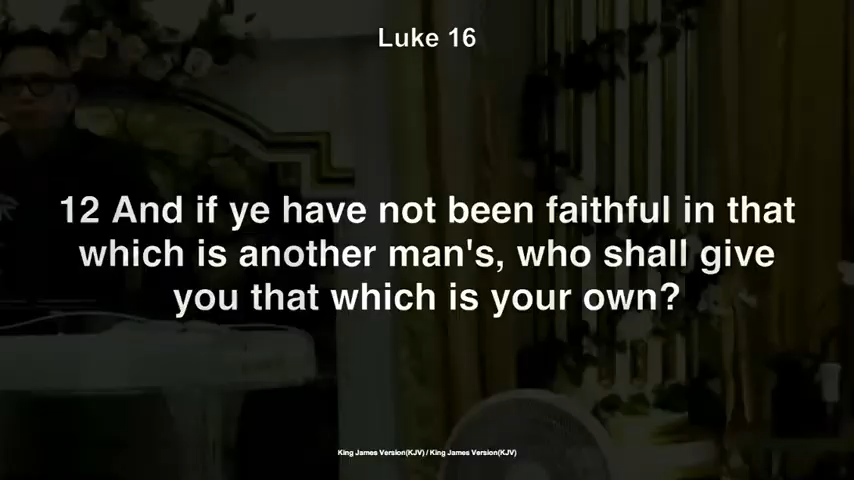 Luke 16
12 And if ye have not been faithful in that
which is another man's, who shall give
you that which is your own?
King James Version(KJV) / King James Version(KJV)